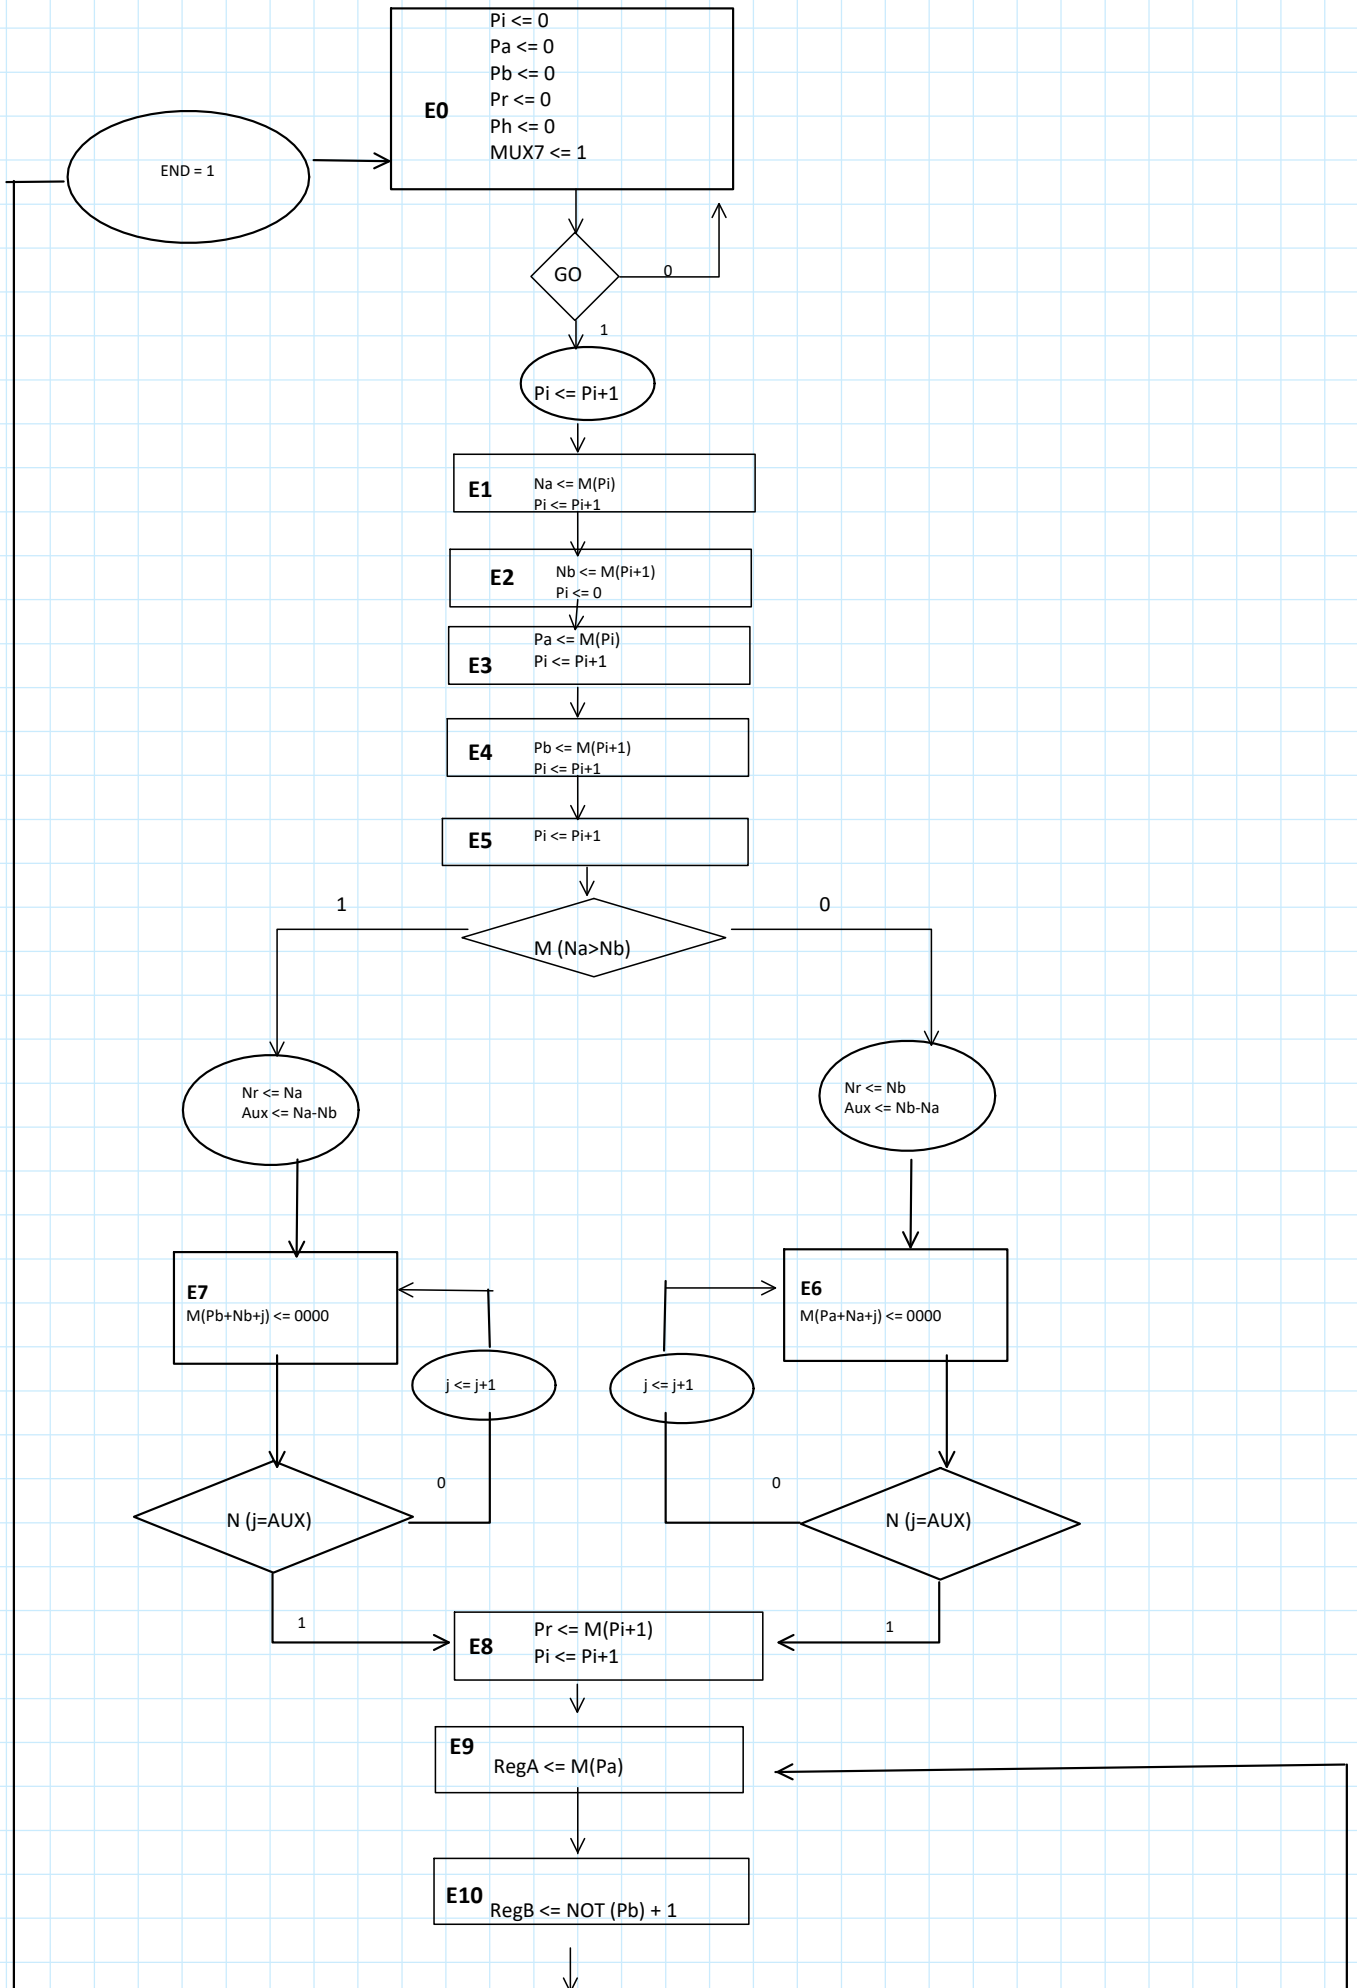 Pi <= 0
Pa <= 0
Pb <= 0
Pr <= 0
Ph <= 0
MUX7 <= 1
E0
END = 1
GO
0
1
Pi <= Pi+1
E1
Na <= M(Pi)
Pi <= Pi+1
E2
Nb <= M(Pi+1)
Pi <= 0
E3
Pa <= M(Pi)
Pi <= Pi+1
E4
Pb <= M(Pi+1)
Pi <= Pi+1
E5
Pi <= Pi+1
1
0
M (Na>Nb)
Nr <= Na
Aux <= Na-Nb
Nr <= Nb
Aux <= Nb-Na
E7
M(Pb+Nb+j) <= 0000
E6
M(Pa+Na+j) <= 0000
j <= j+1
j <= j+1
0
0
N (j=AUX)
N (j=AUX)
1
1
E8
Pr <= M(Pi+1)
Pi <= Pi+1
E9
RegA <= M(Pa)
E10
RegB <= NOT (Pb) + 1